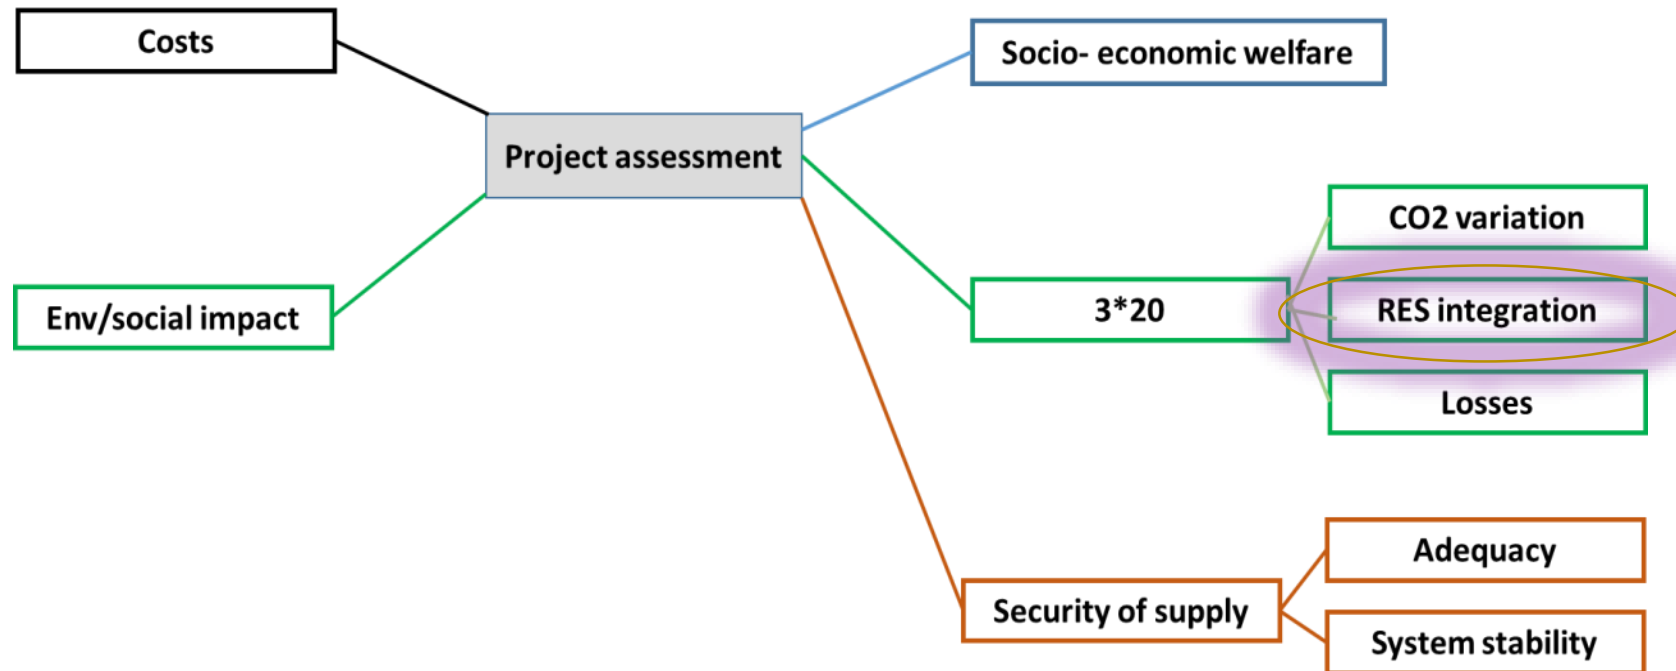 Costs
Socio- economic welfare
Project assessment
CO2 variation
Env/social impact
3*20
RES integration
Losses
Adequacy
Security of supply
System stability